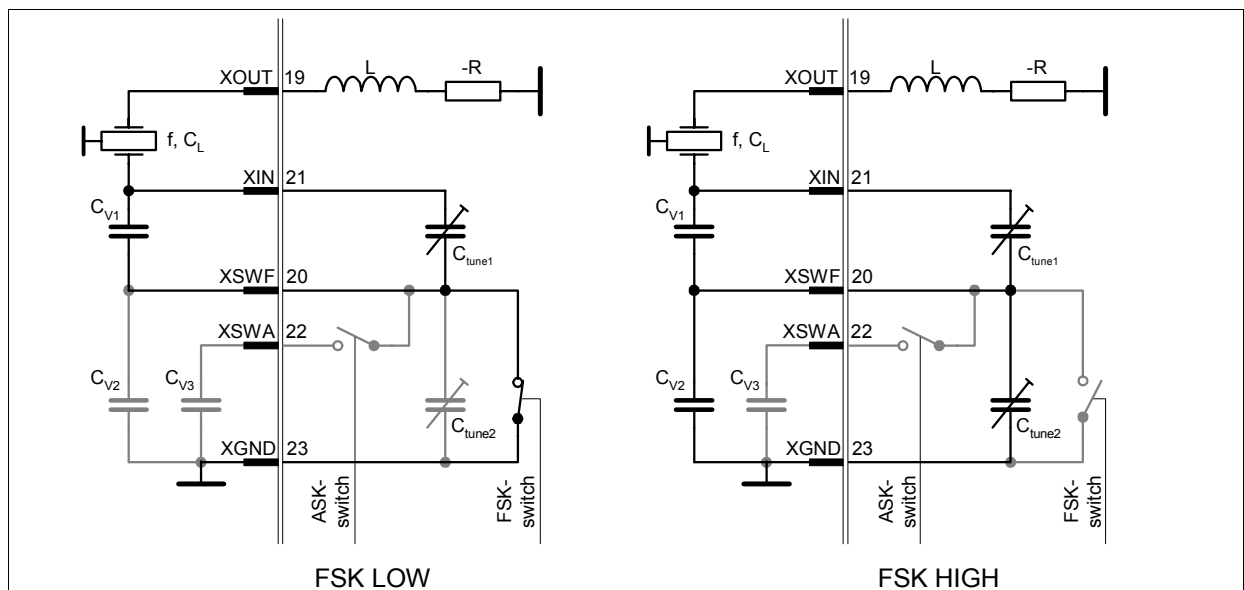 XOUT 19 L -R
f, CL
XIN 21
CV1
Ctune1
XSWF 20
XSWA 22
CV2
CV3
Ctune2
XGND 23
ASK-
switch
FSK-
switch
FSK LOW
XOUT 19 L -R
f, CL
XIN 21
CV1
Ctune1
XSWF 20
XSWA 22
CV2
CV3
Ctune2
XGND 23
ASK-
switch
FSK-
switch
FSK HIGH